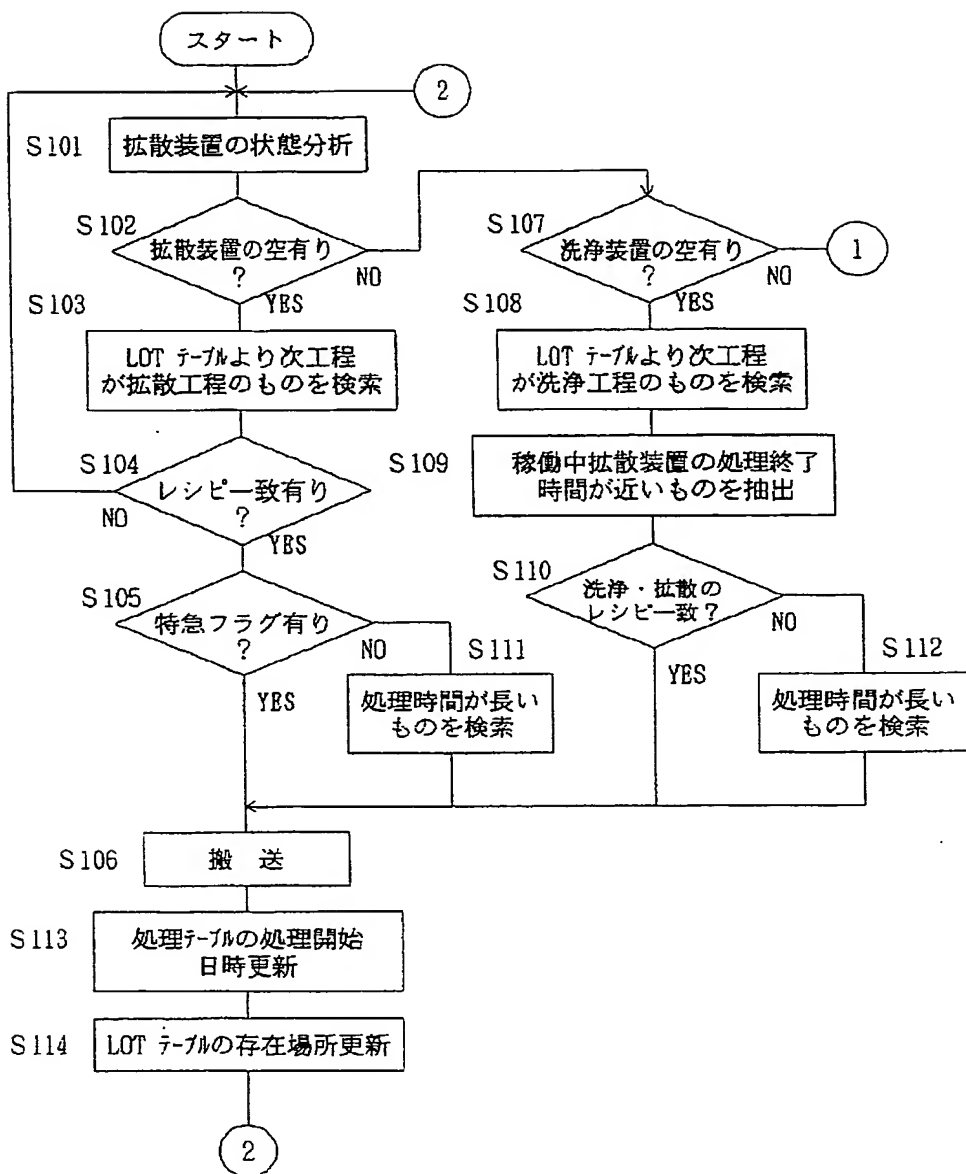 スタート
2
S101
拡散装置の状態分析
S102
拡散装置の空有り
?
NO
YES
S103
LOT テーブルより次工程
が拡散工程のものを検索
S104
レシピー致有り
?
NO
YES
S105
特急フラグ有り
?
NO
YES
S111
処理時間が長い
ものを検索
S107
洗浄装置の空有り
?
NO
YES
1
S108
LOT テーブルより次工程
が洗浄工程のものを検索
S109
稼働中拡散装置の処理終了
時間が近いものを抽出
S110
洗浄・拡散の
レシピー致?
NO
YES
S112
処理時間が長い
ものを検索
S106
搬 送
S113
処理テーブルの処理開始
日時更新
S114
LOT テーブルの存在場所更新
2